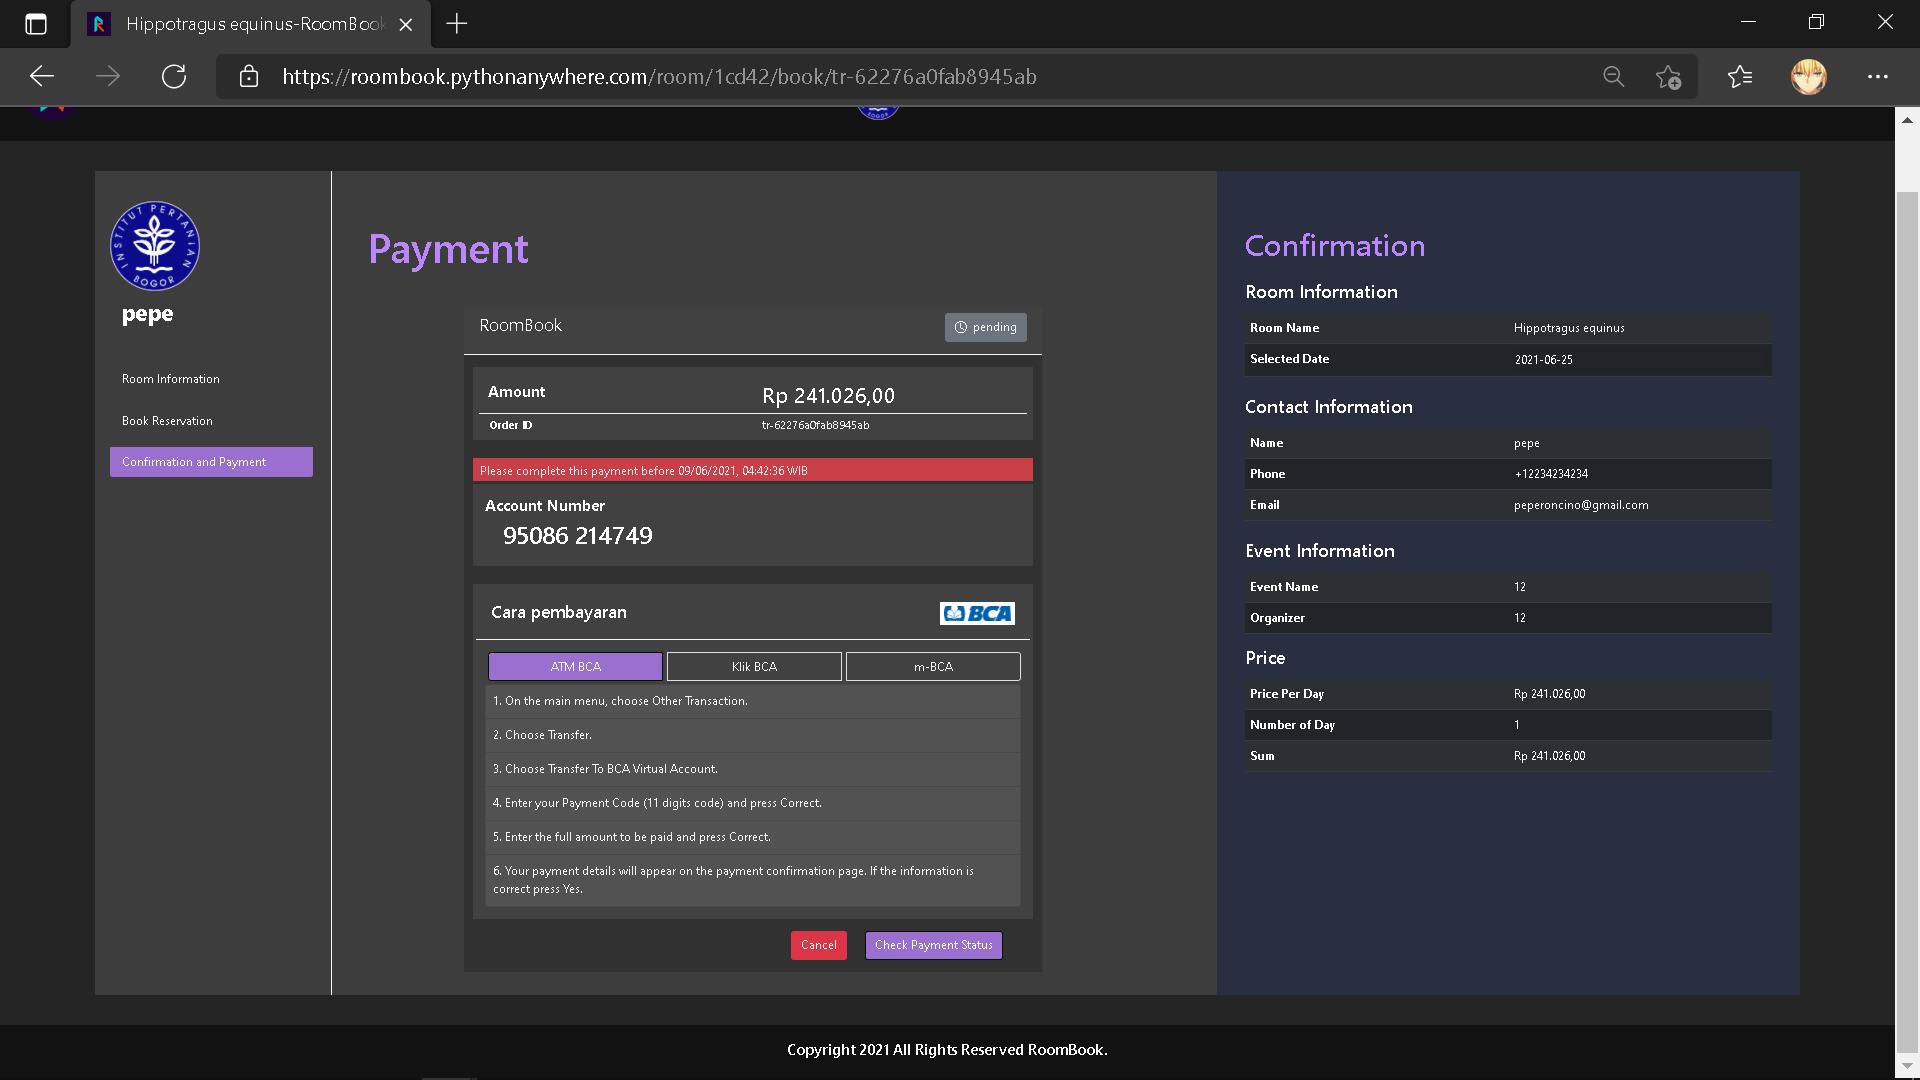 Hippotragus equinus-RoomBook
https://roombook.pythonanywhere.com/room/1cd42/book/tr-62276a0fab8945ab
INSTITUT PERTANIAN
BOGOR
pepe
Room Information
Book Reservation
Confirmation and Payment
Payment
RoomBook
pending
Amount
Rp 241.026,00
Order ID
tr-62276a0fab8945ab
Please complete this payment before 09/06/2021, 04:42:36 WIB
Account Number
95086 214749
Cara pembayaran
BCA
ATM BCA
Klik BCA
m-BCA
1. On the main menu, choose Other Transaction.
2. Choose Transfer.
3. Choose Transfer To BCA Virtual Account.
4. Enter your Payment Code (11 digits code) and press Correct.
5. Enter the full amount to be paid and press Correct.
6. Your payment details will appear on the payment confirmation page. If the information is
correct press Yes.
Cancel
Check Payment Status
Confirmation
Room Information
Room Name Hippotragus equinus
Selected Date 2021-06-25
Contact Information
Name pepe
Phone +12234234234
Email peperoncino@gmail.com
Event Information
Event Name 12
Organizer 12
Price
Price Per Day Rp 241.026,00
Number of Day 1
Sum Rp 241.026,00
Copyright 2021 All Rights Reserved RoomBook.